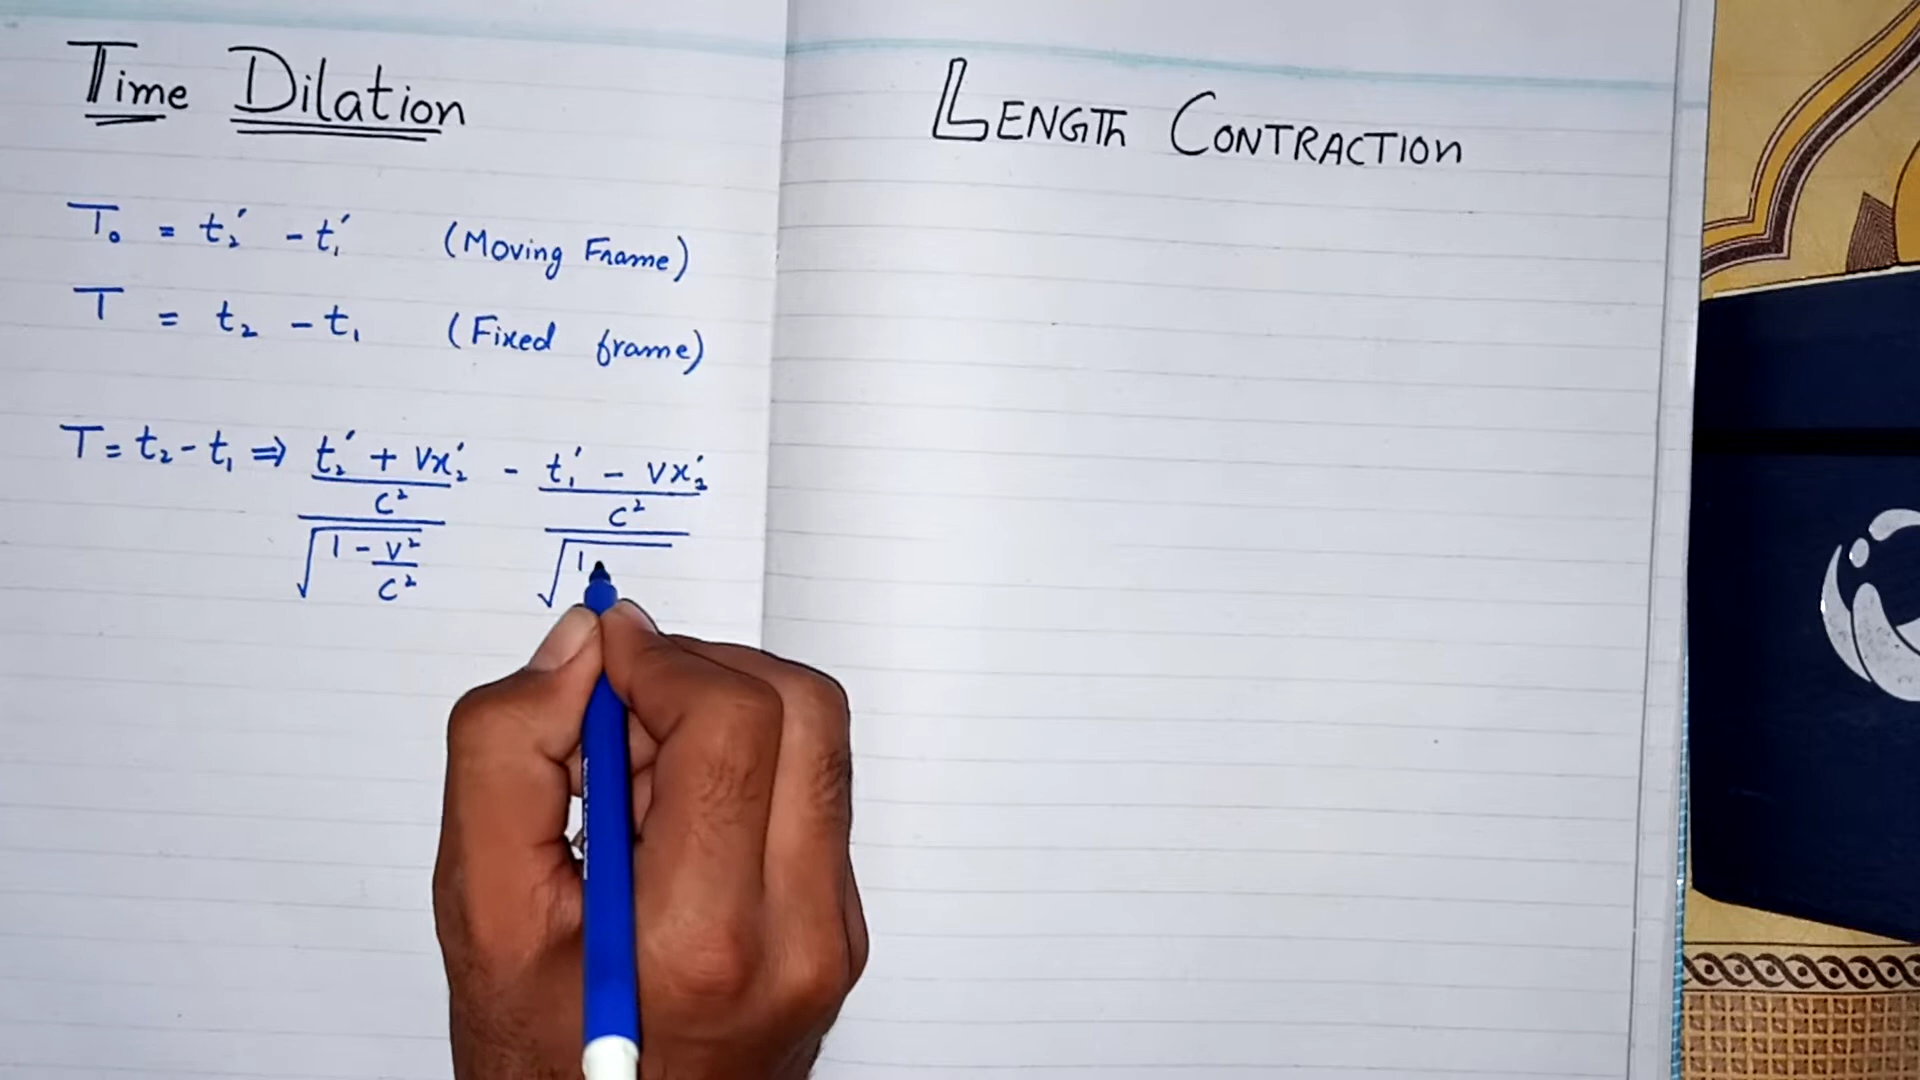 Time Dilation
T₀ = t₂′ - t₁′ (Moving Frame)
T = t₂ - t₁ (Fixed frame)
T = t₂ - t₁ ⇒ t₂′ + vx₂′ - t₁′ - vx₂′
c² c²
√1 - v²/c² √1
LENGTH CONTRACTION